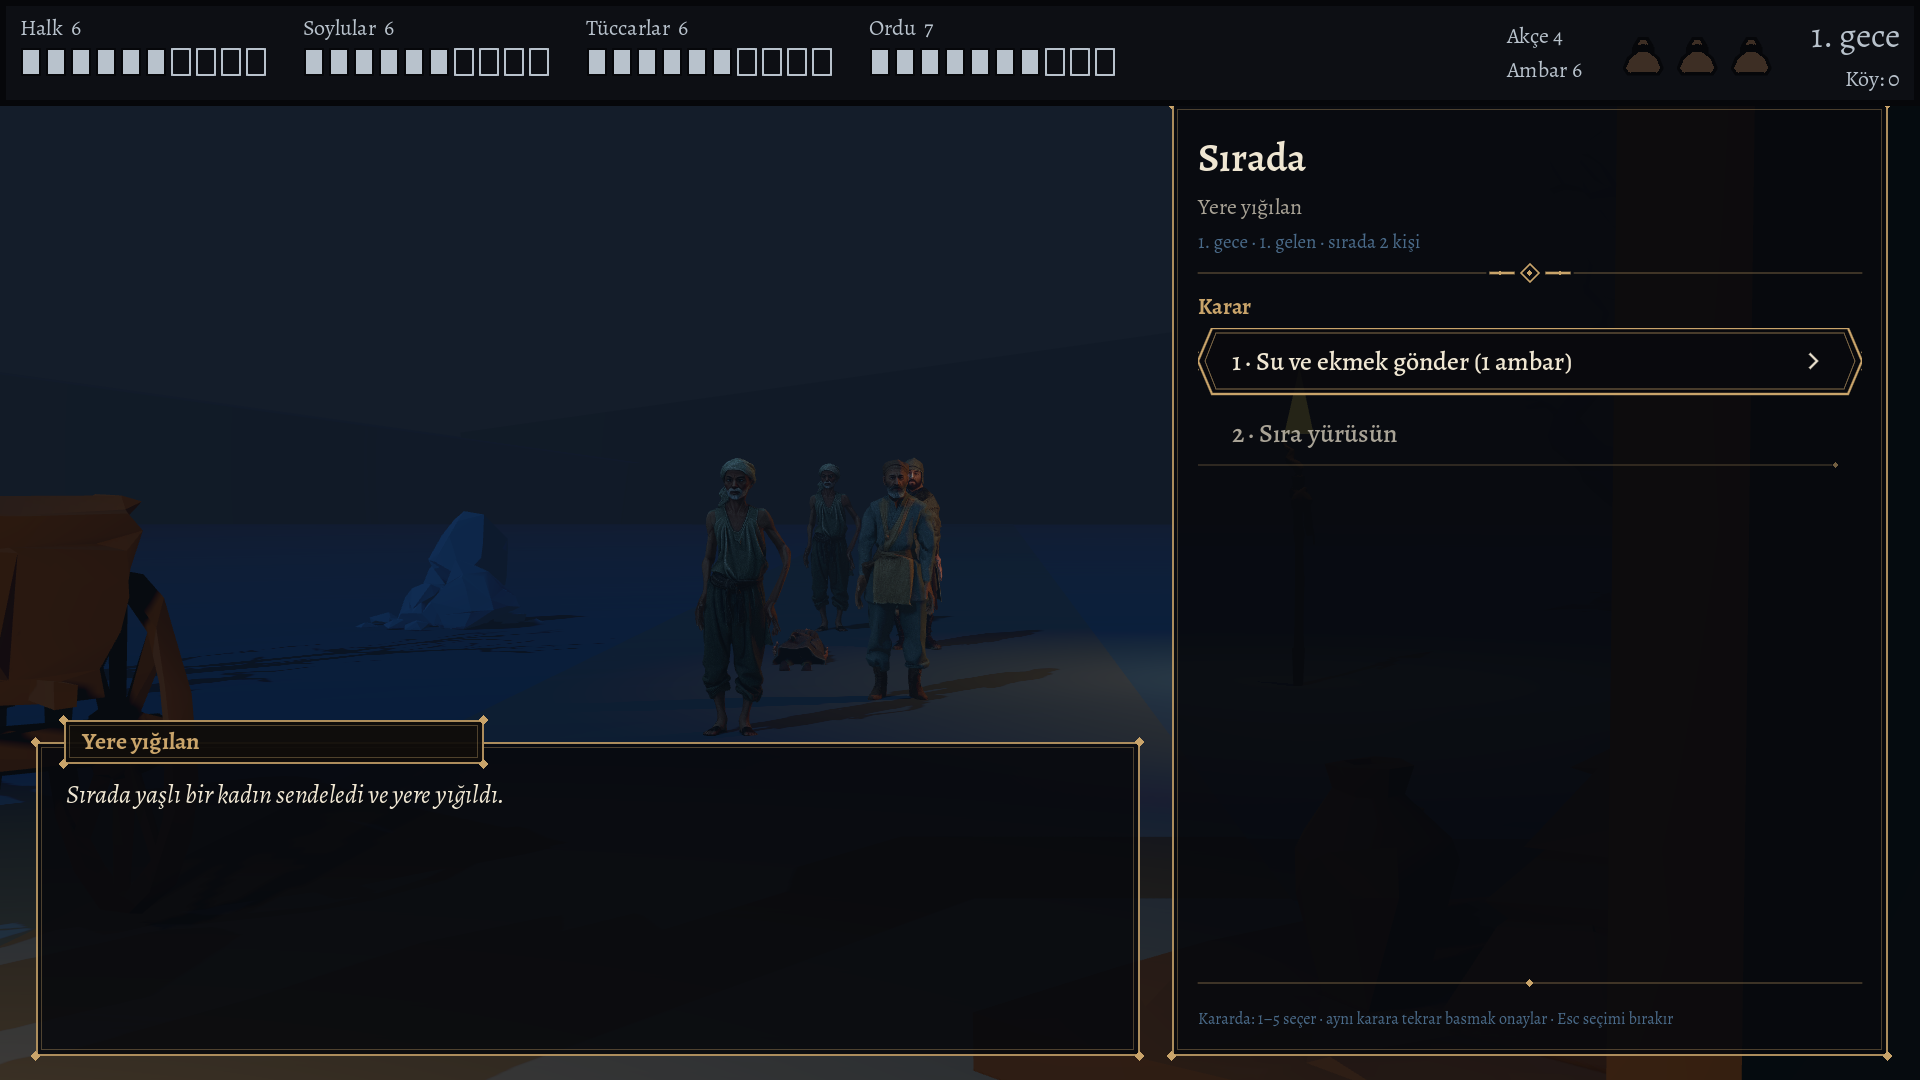 Halk 6
Soylular 6
Tüccarlar 6
Ordu 7
Akçe 4
Ambar 6
1. gece
Köy: 0
Sırada
Yere yığılan
1. gece · 1. gelen · sırada 2 kişi
Karar
1 · Su ve ekmek gönder (1 ambar)
2 · Sıra yürüsün
Yere yığılan
Sırada yaşlı bir kadın sendeledi ve yere yığıldı.
Kararda: 1–5 seçer · aynı karara tekrar basmak onaylar · Esc seçimi bırakır